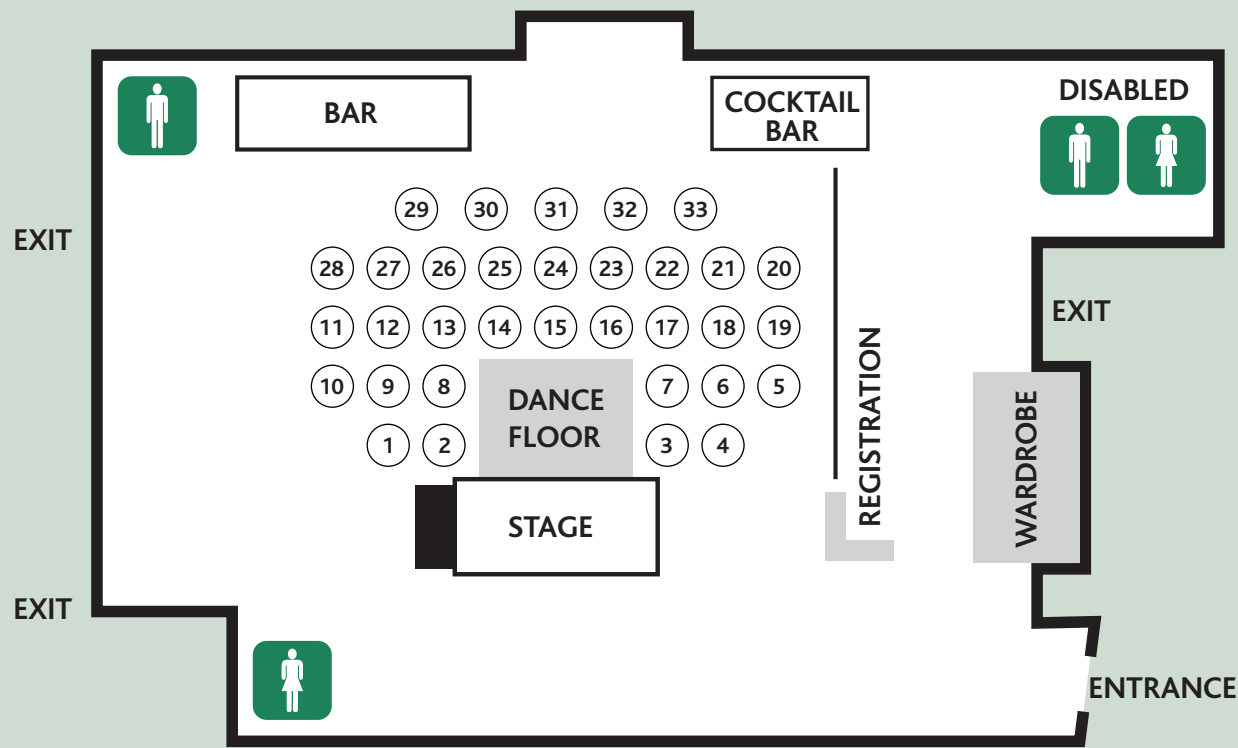 DISABLED
BAR
COCKTAIL
BAR
29 30 31 32 33
EXIT
28 27 26 25 24 23 22 21 20
EXIT
11 12 13 14 15 16 17 18 19
10 9 8
DANCE
FLOOR
7 6 5
1 2
3 4
REGISTRATION
WARDROBE
STAGE
EXIT
ENTRANCE